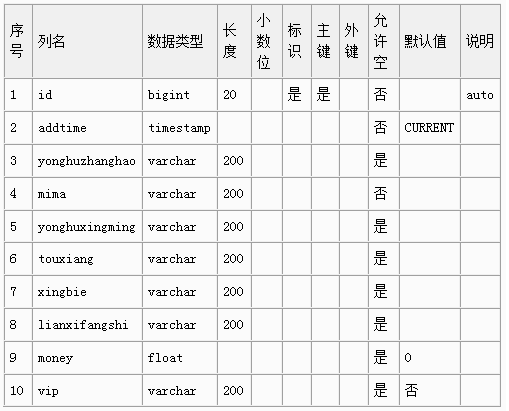 序号 列名 数据类型 长度 小数位 标识 主键 外键 允许空 默认值 说明
1 id bigint 20 是 是 否 auto
2 addtime timestamp 否 CURRENT
3 yonghuzhanghao varchar 200 是
4 mima varchar 200 否
5 yonghuxingming varchar 200 是
6 touxiang varchar 200 是
7 xingbie varchar 200 是
8 lianxifangshi varchar 200 是
9 money float 是 0
10 vip varchar 200 是 否